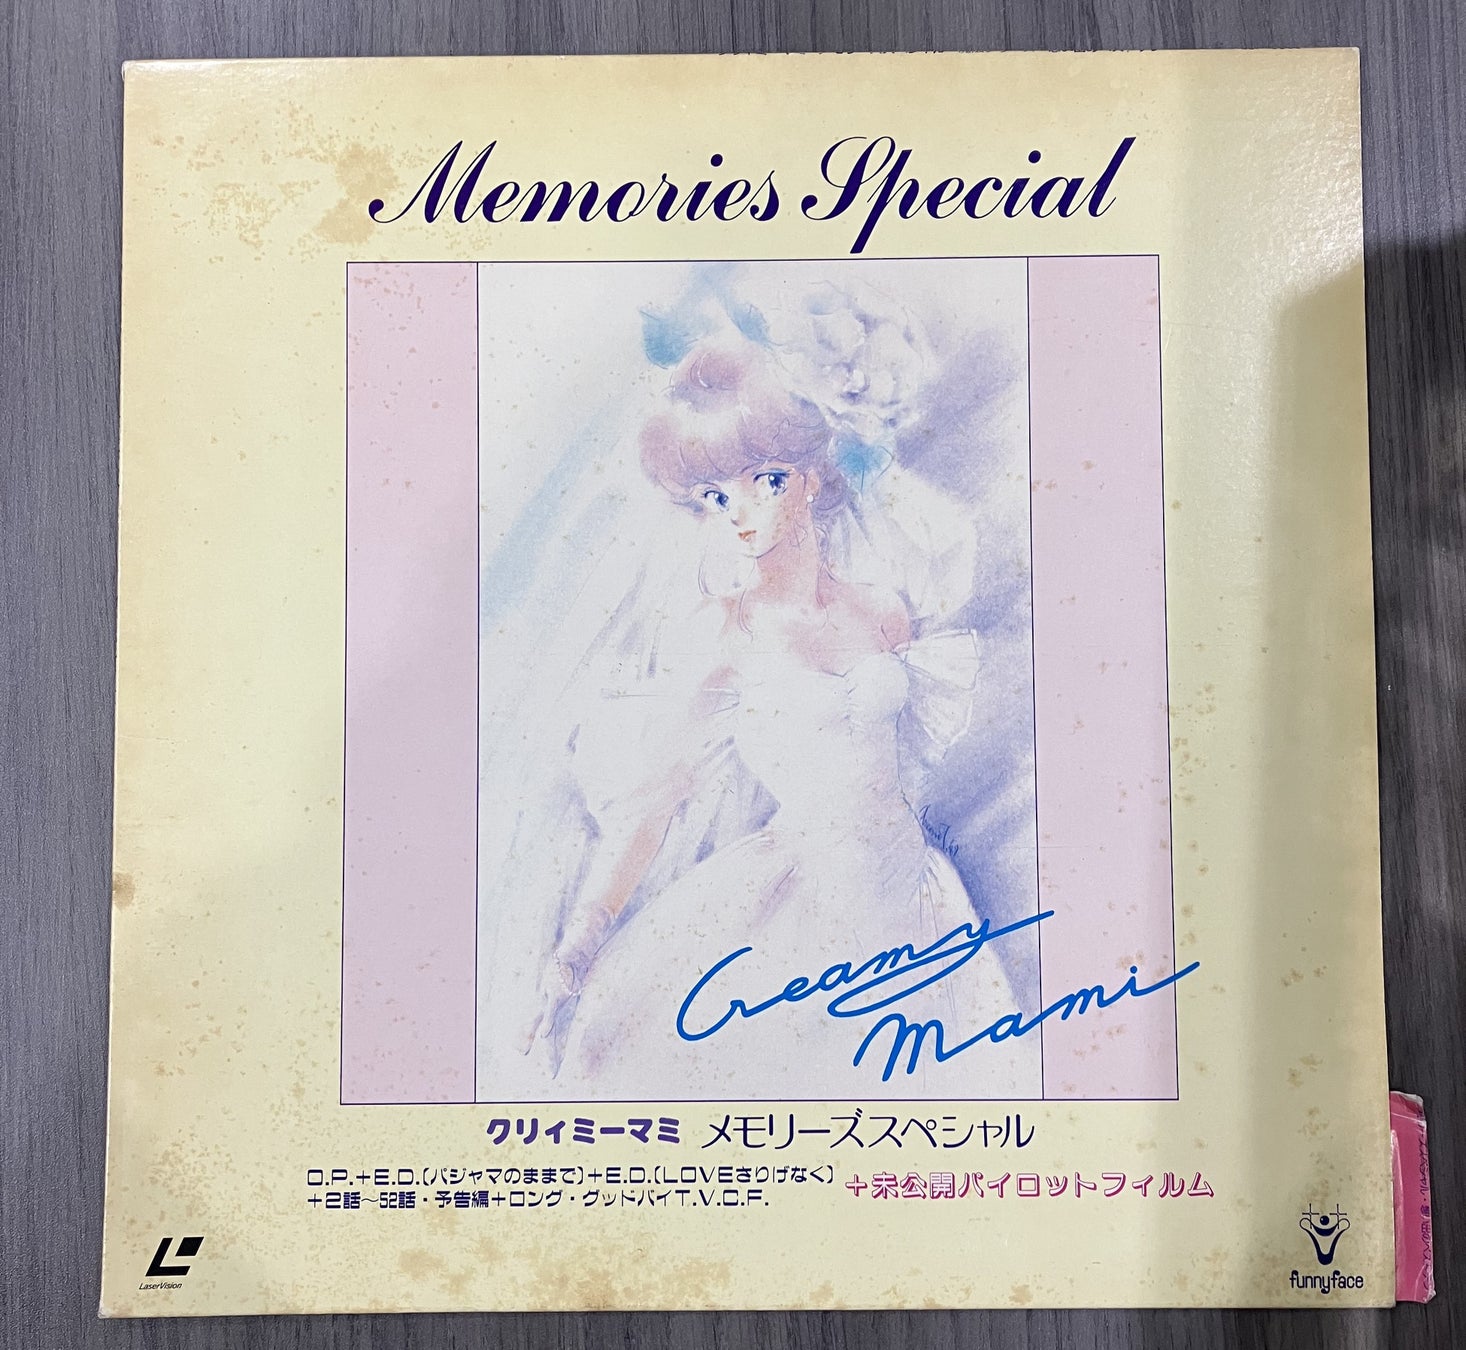 Memories Special
Creamy
mami
クリィミーマミ メモリーズスペシャル
O.P.+E.D.(パジャマのままで)+E.D.(LOVEさりげなく)
+2話〜52話・予告編+ロング・グッドバイT.V.C.F.
+未公開パイロットフィルム
LaserVision
funnyface